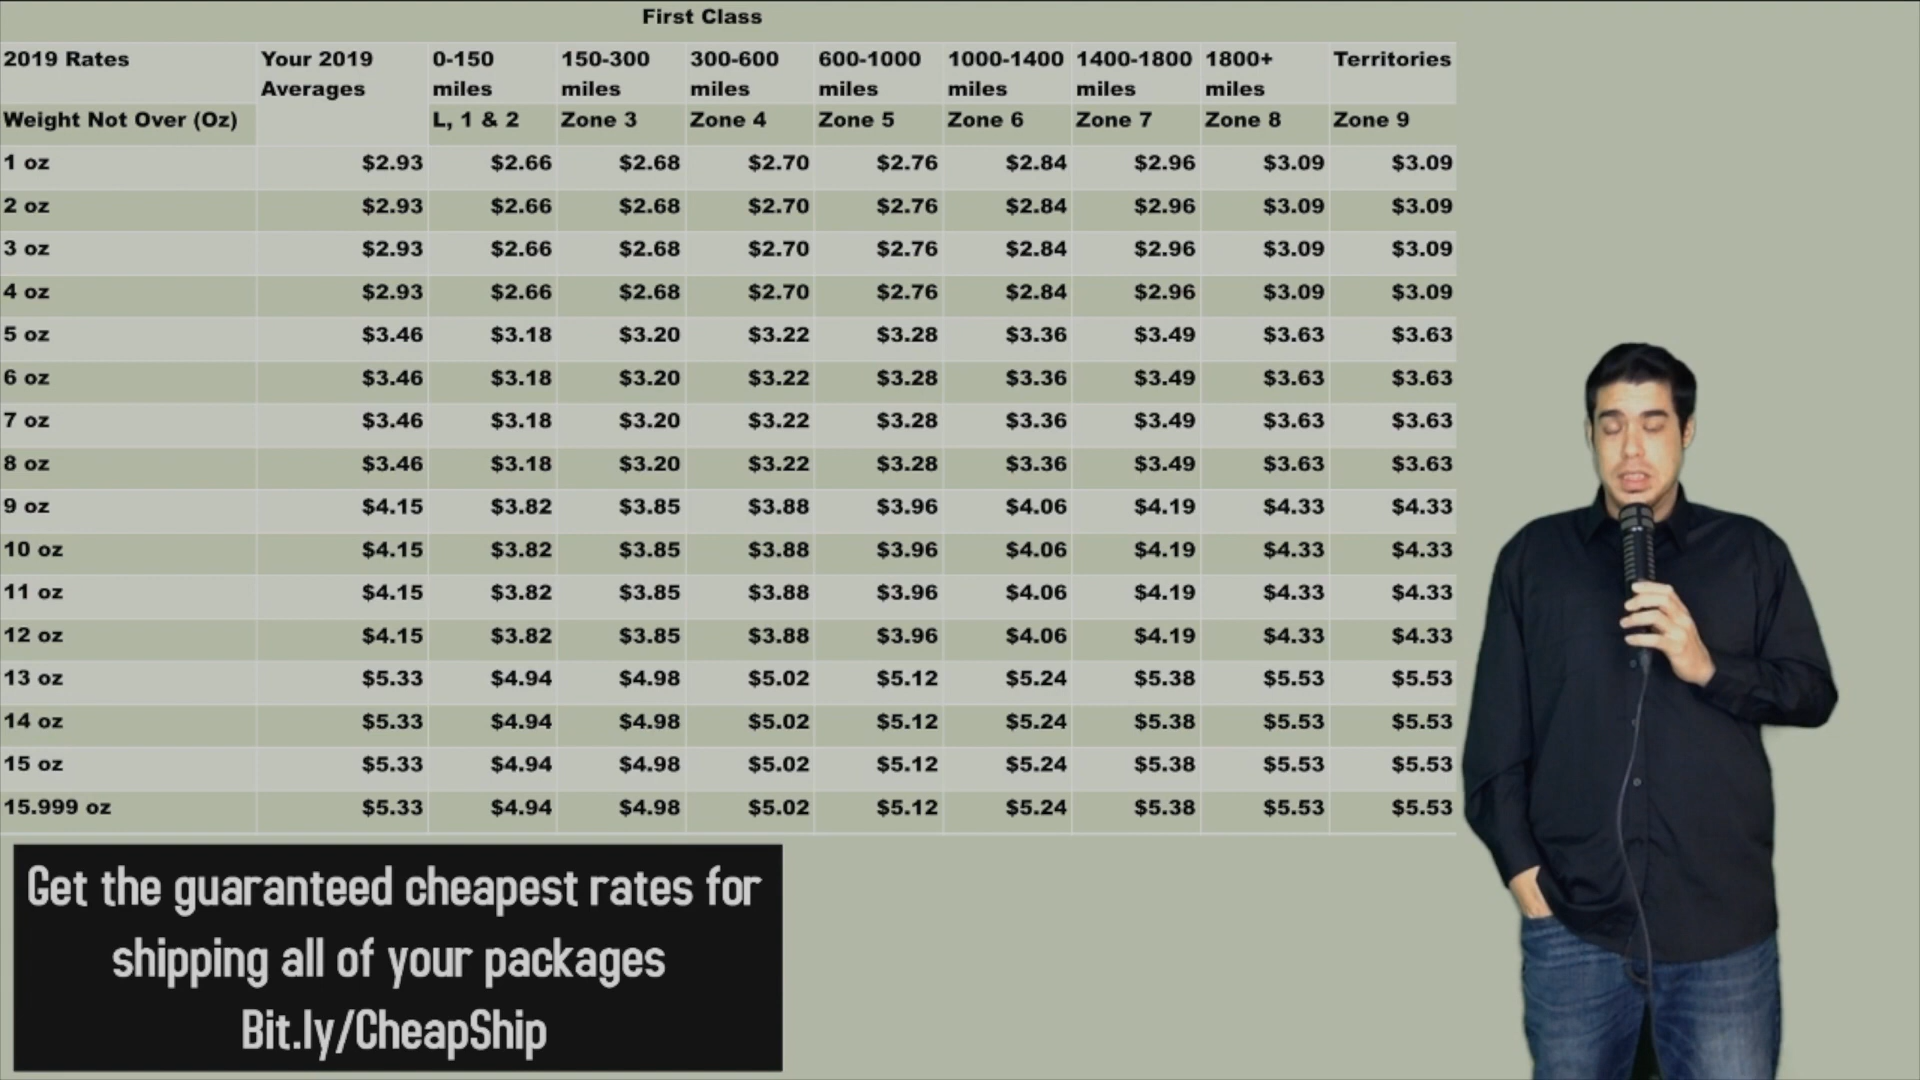 First Class
2019 Rates Your 2019 Averages 0-150 miles 150-300 miles 300-600 miles 600-1000 miles 1000-1400 miles 1400-1800 miles 1800+ miles Territories
Weight Not Over (Oz) L, 1 & 2 Zone 3 Zone 4 Zone 5 Zone 6 Zone 7 Zone 8 Zone 9
1 oz $2.93 $2.66 $2.68 $2.70 $2.76 $2.84 $2.96 $3.09 $3.09
2 oz $2.93 $2.66 $2.68 $2.70 $2.76 $2.84 $2.96 $3.09 $3.09
3 oz $2.93 $2.66 $2.68 $2.70 $2.76 $2.84 $2.96 $3.09 $3.09
4 oz $2.93 $2.66 $2.68 $2.70 $2.76 $2.84 $2.96 $3.09 $3.09
5 oz $3.46 $3.18 $3.20 $3.22 $3.28 $3.36 $3.49 $3.63 $3.63
6 oz $3.46 $3.18 $3.20 $3.22 $3.28 $3.36 $3.49 $3.63 $3.63
7 oz $3.46 $3.18 $3.20 $3.22 $3.28 $3.36 $3.49 $3.63 $3.63
8 oz $3.46 $3.18 $3.20 $3.22 $3.28 $3.36 $3.49 $3.63 $3.63
9 oz $4.15 $3.82 $3.85 $3.88 $3.96 $4.06 $4.19 $4.33 $4.33
10 oz $4.15 $3.82 $3.85 $3.88 $3.96 $4.06 $4.19 $4.33 $4.33
11 oz $4.15 $3.82 $3.85 $3.88 $3.96 $4.06 $4.19 $4.33 $4.33
12 oz $4.15 $3.82 $3.85 $3.88 $3.96 $4.06 $4.19 $4.33 $4.33
13 oz $5.33 $4.94 $4.98 $5.02 $5.12 $5.24 $5.38 $5.53 $5.53
14 oz $5.33 $4.94 $4.98 $5.02 $5.12 $5.24 $5.38 $5.53 $5.53
15 oz $5.33 $4.94 $4.98 $5.02 $5.12 $5.24 $5.38 $5.53 $5.53
15.999 oz $5.33 $4.94 $4.98 $5.02 $5.12 $5.24 $5.38 $5.53 $5.53
Get the guaranteed cheapest rates for
shipping all of your packages
Bit.ly/CheapShip